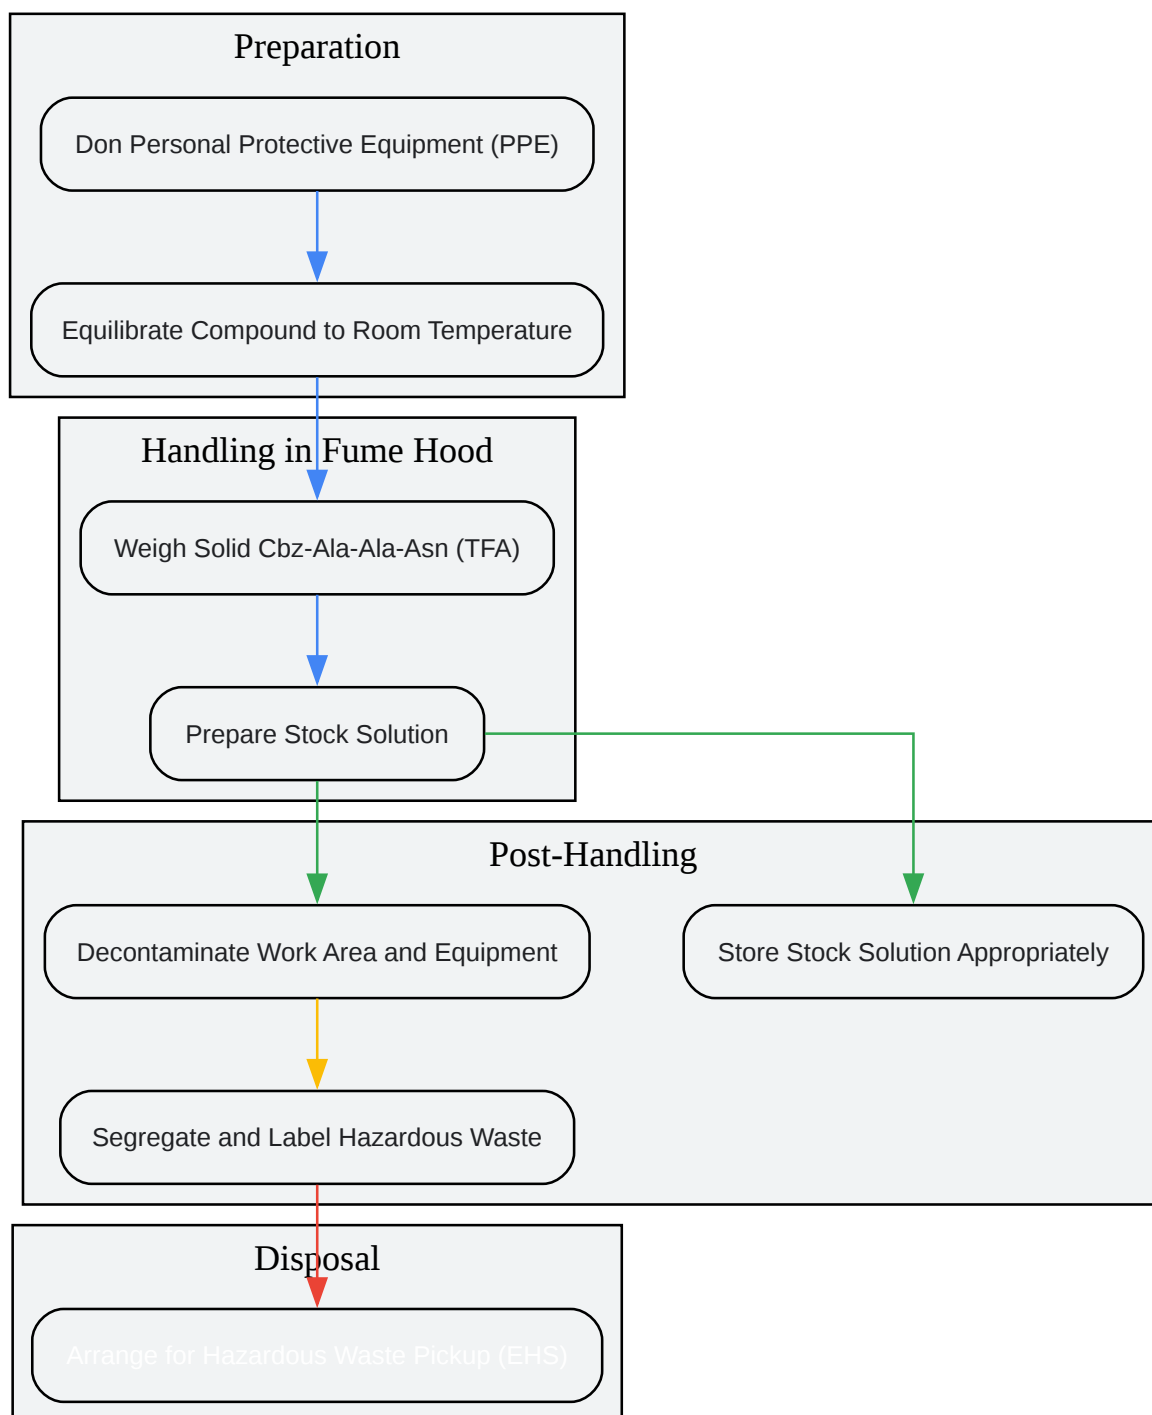 Preparation
Don Personal Protective Equipment (PPE)
Equilibrate Compound to Room Temperature
Handling in Fume Hood
Weigh Solid Cbz-Ala-Ala-Asn (TFA)
Prepare Stock Solution
Post-Handling
Decontaminate Work Area and Equipment
Store Stock Solution Appropriately
Segregate and Label Hazardous Waste
Disposal
Arrange for Hazardous Waste Pickup (EHS)